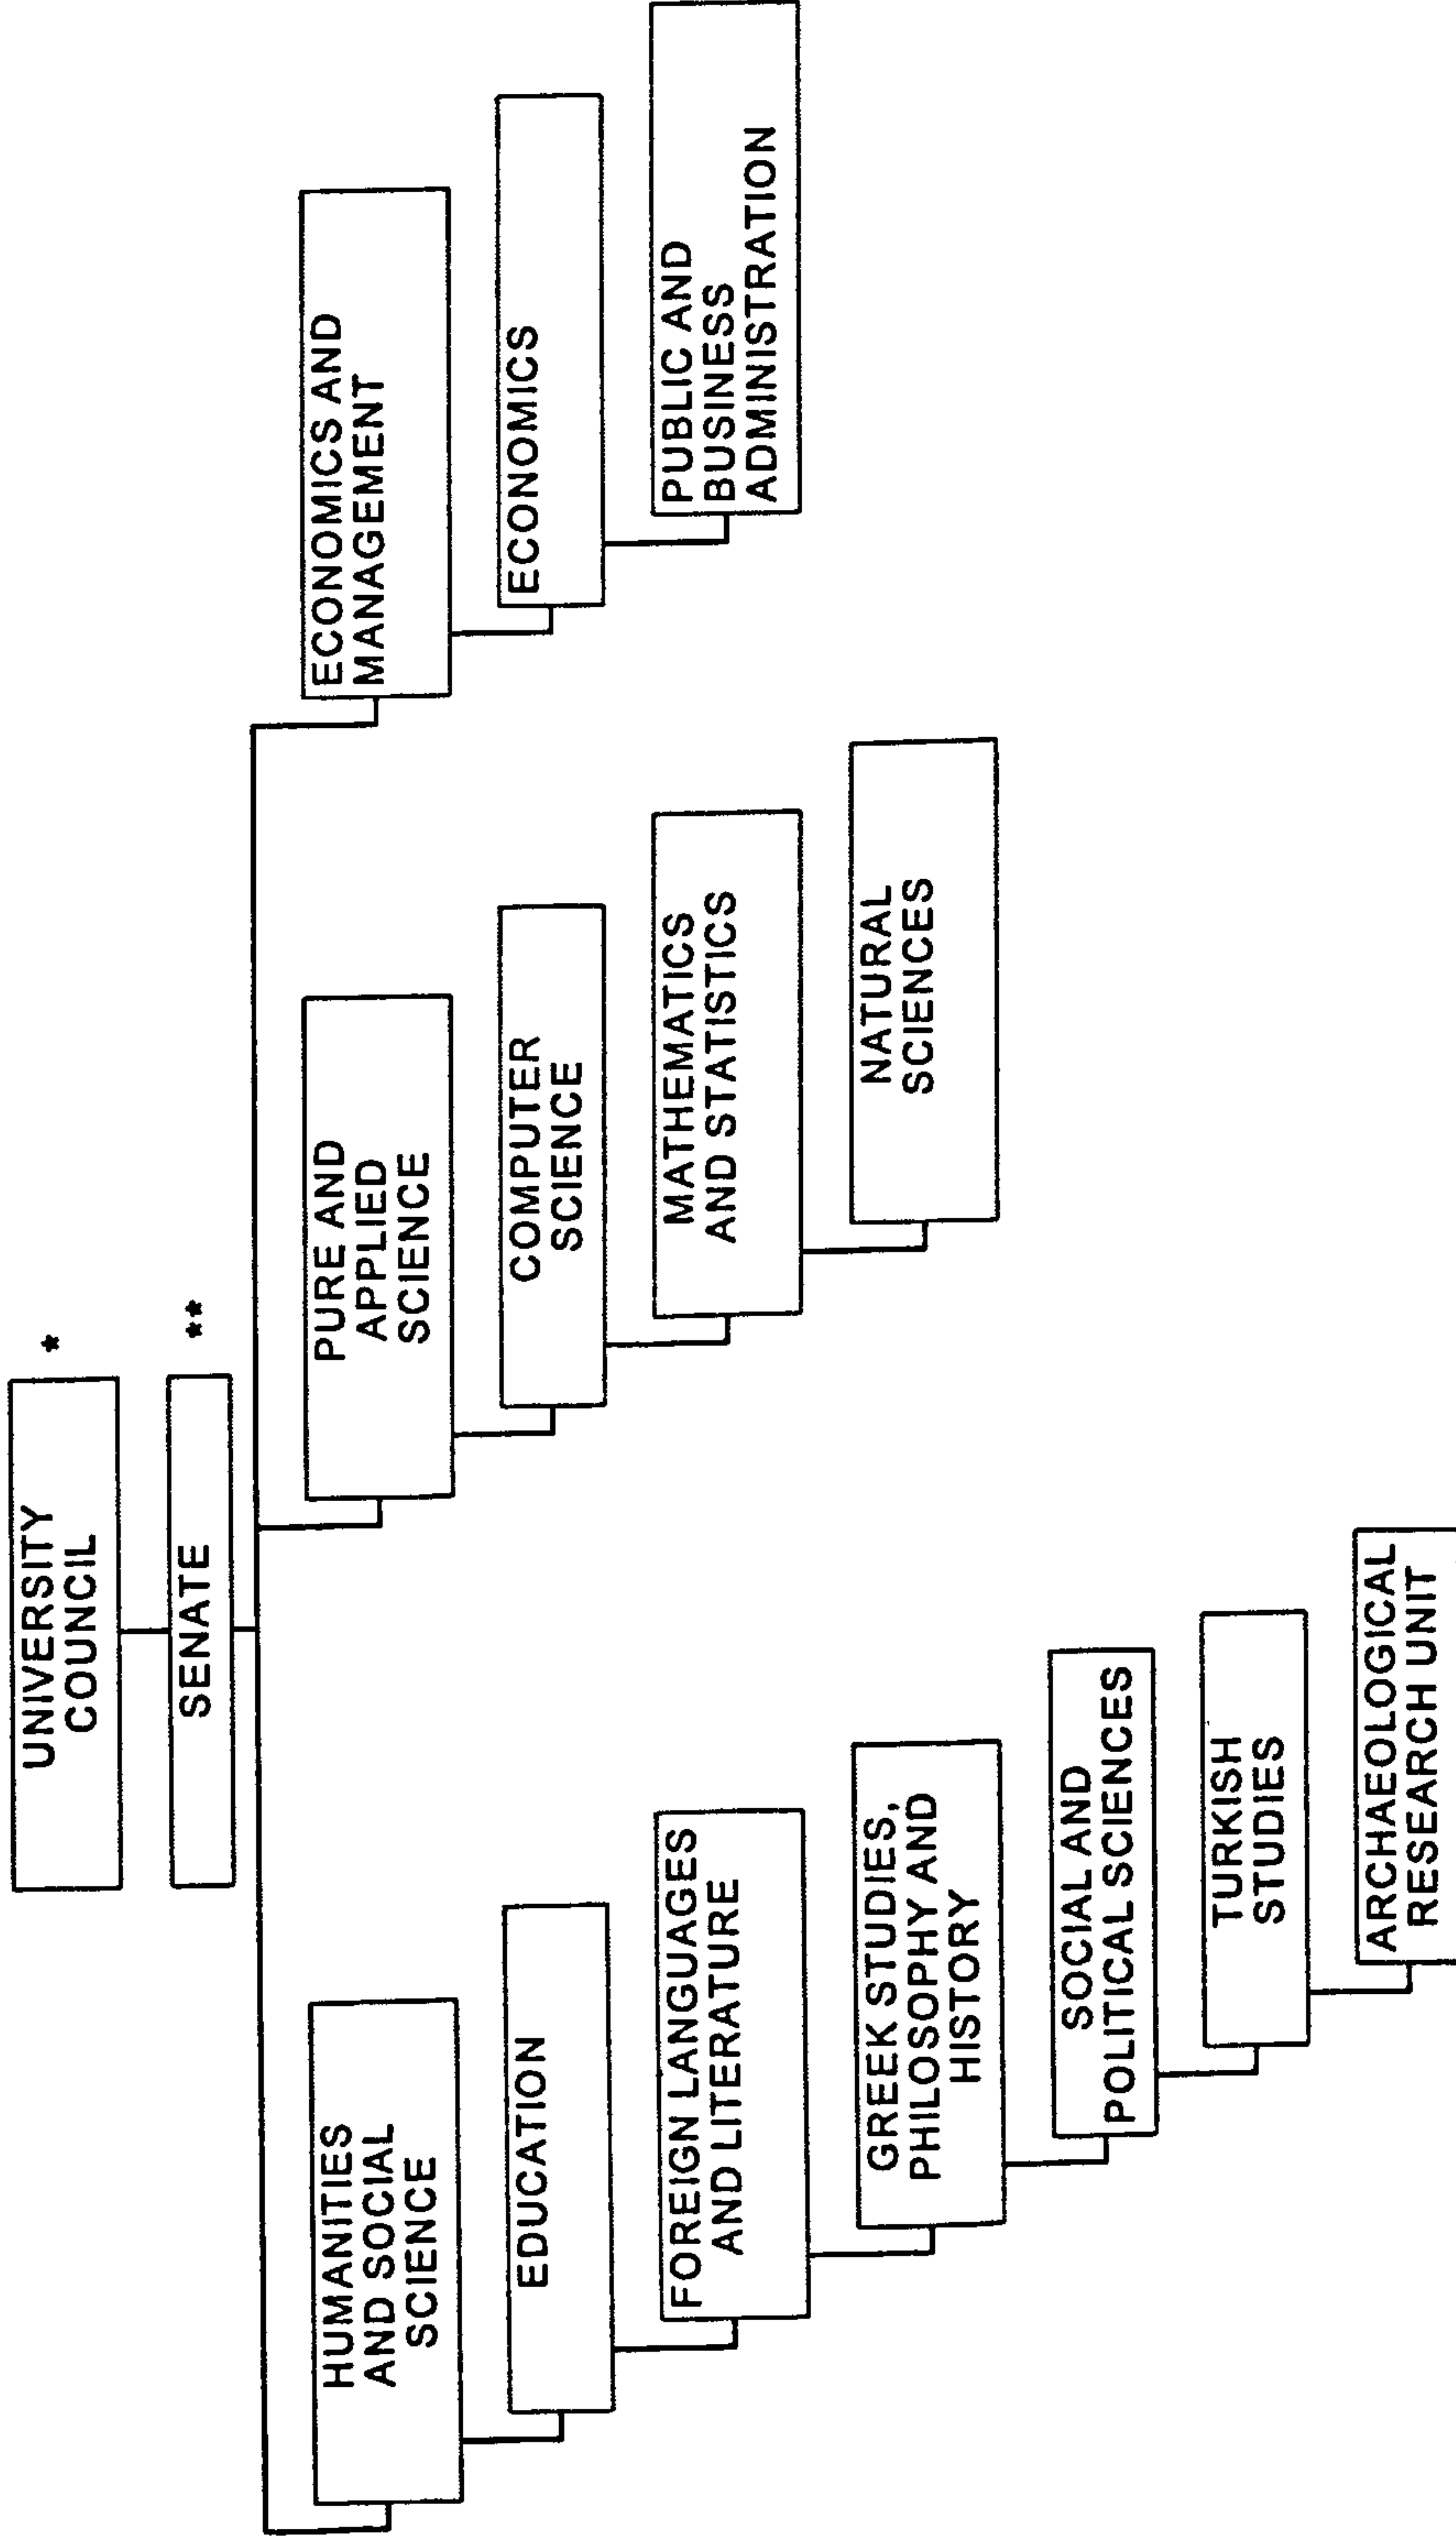 UNIVERSITY
COUNCIL
*
SENATE
**
HUMANITIES
AND SOCIAL
SCIENCE
EDUCATION
FOREIGN LANGUAGES
AND LITERATURE
GREEK STUDIES,
PHILOSOPHY AND
HISTORY
SOCIAL AND
POLITICAL SCIENCES
TURKISH
STUDIES
ARCHAEOLOGICAL
RESEARCH UNIT
PURE AND
APPLIED
SCIENCE
COMPUTER
SCIENCE
MATHEMATICS
AND STATISTICS
NATURAL
SCIENCES
ECONOMICS AND
MANAGEMENT
ECONOMICS
PUBLIC AND
BUSINESS
ADMINISTRATION